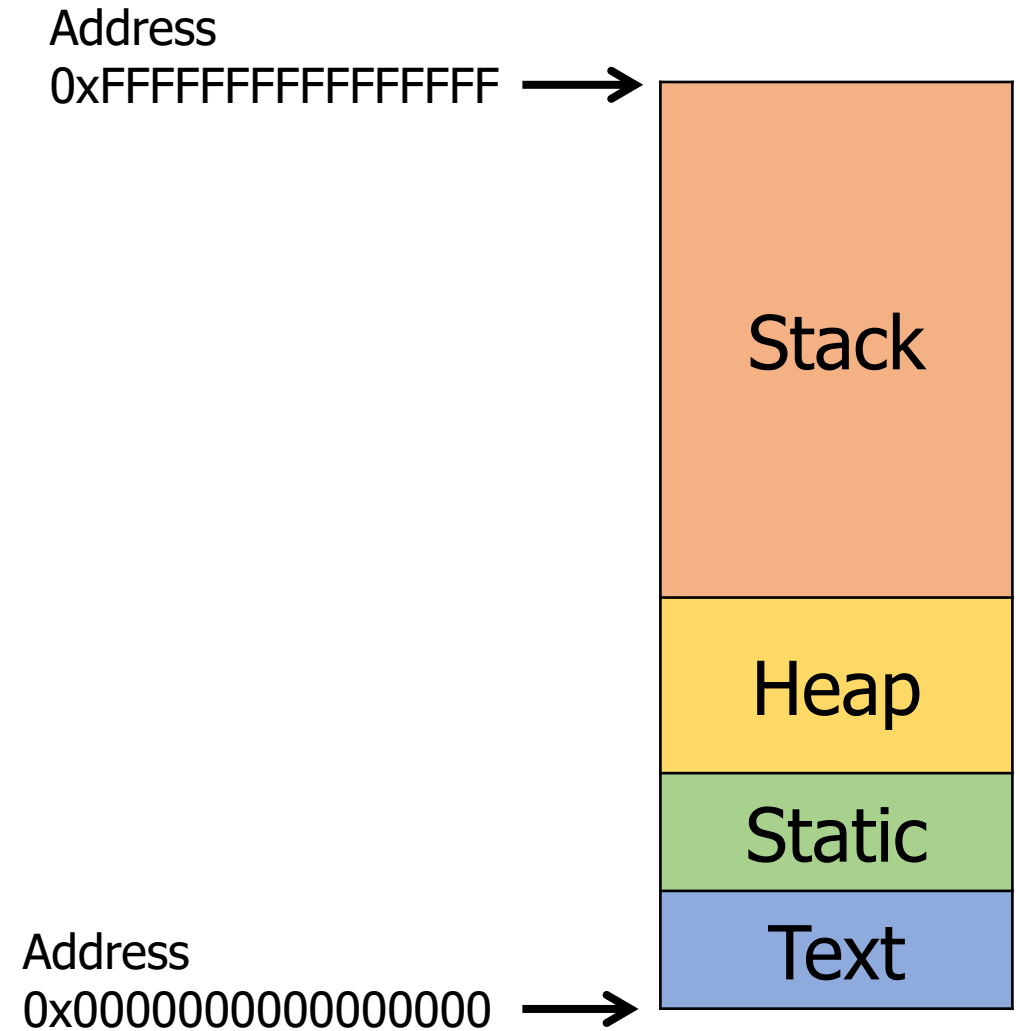 Address
0xFFFFFFFFFFFFFFFF
Stack
Heap
Static
Text
Address
0x0000000000000000